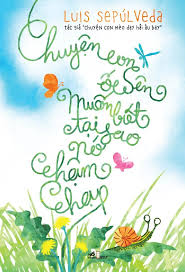 LUIS SEPÚLVEDA
TÁC GIẢ "CHUYỆN CON MÈO DẠY HẢI ÂU BAY"
Chuyện con
ốc sên
muốn biết
tại sao
nó
chậm
chạp